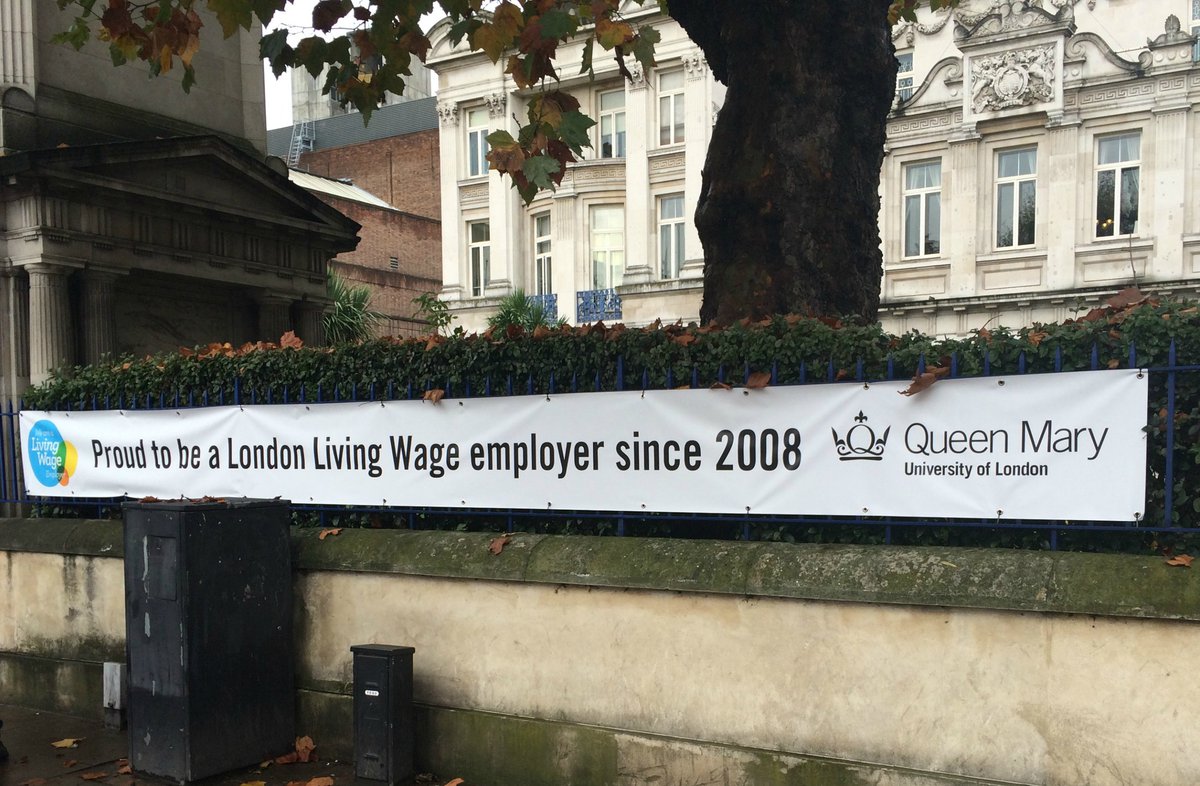 Living
Wage
Proud to be a London Living Wage employer since 2008
Queen Mary
University of London